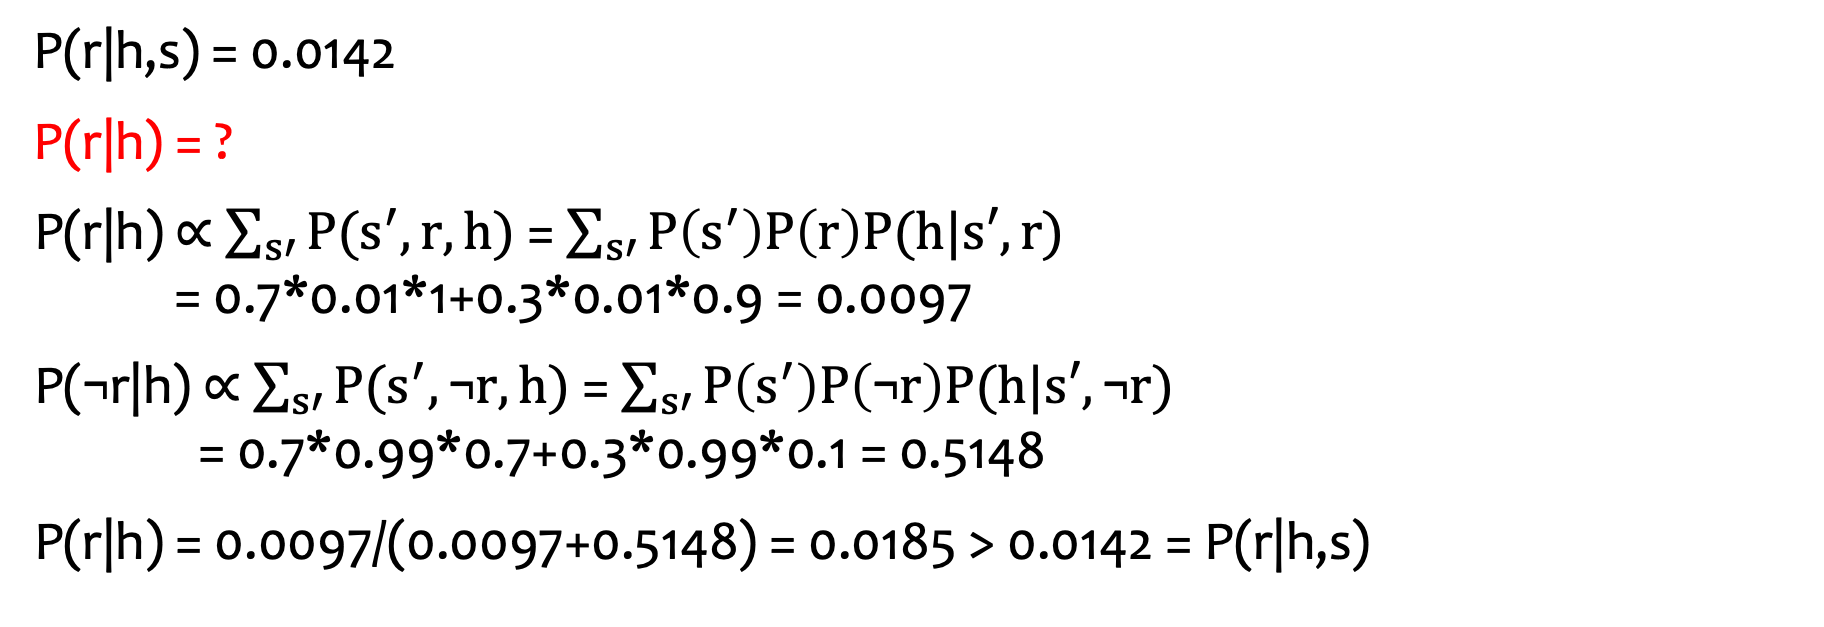 P(r|h,s) = 0.0142
P(r|h) = ?
P(r|h) ∝ ∑s′ P(s′, r, h) = ∑s′ P(s′)P(r)P(h|s′, r)
= 0.7*0.01*1+0.3*0.01*0.9 = 0.0097
P(¬r|h) ∝ ∑s′ P(s′, ¬r, h) = ∑s′ P(s′)P(¬r)P(h|s′, ¬r)
= 0.7*0.99*0.7+0.3*0.99*0.1 = 0.5148
P(r|h) = 0.0097/(0.0097+0.5148) = 0.0185 > 0.0142 = P(r|h,s)